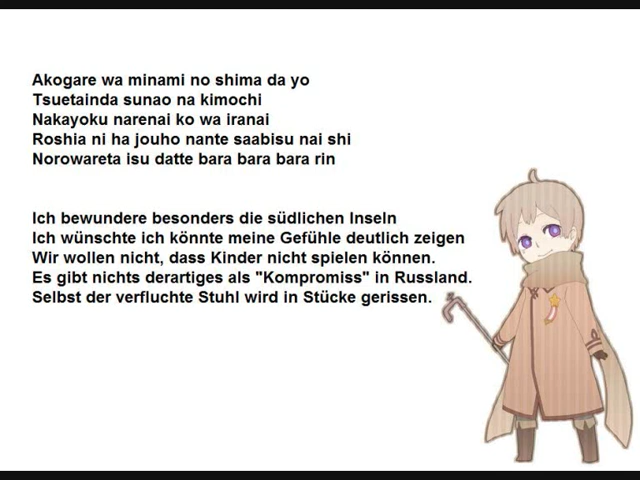 Akogare wa minami no shima da yo
Tsuetainda sunao na kimochi
Nakayoku narenai ko wa iranai
Roshia ni ha jouho nante saabisu nai shi
Norowareta isu datte bara bara bara rin
Ich bewundere besonders die südlichen Inseln
Ich wünschte ich könnte meine Gefühle deutlich zeigen
Wir wollen nicht, dass Kinder nicht spielen können.
Es gibt nichts derartiges als "Kompromiss" in Russland.
Selbst der verfluchte Stuhl wird in Stücke gerissen.